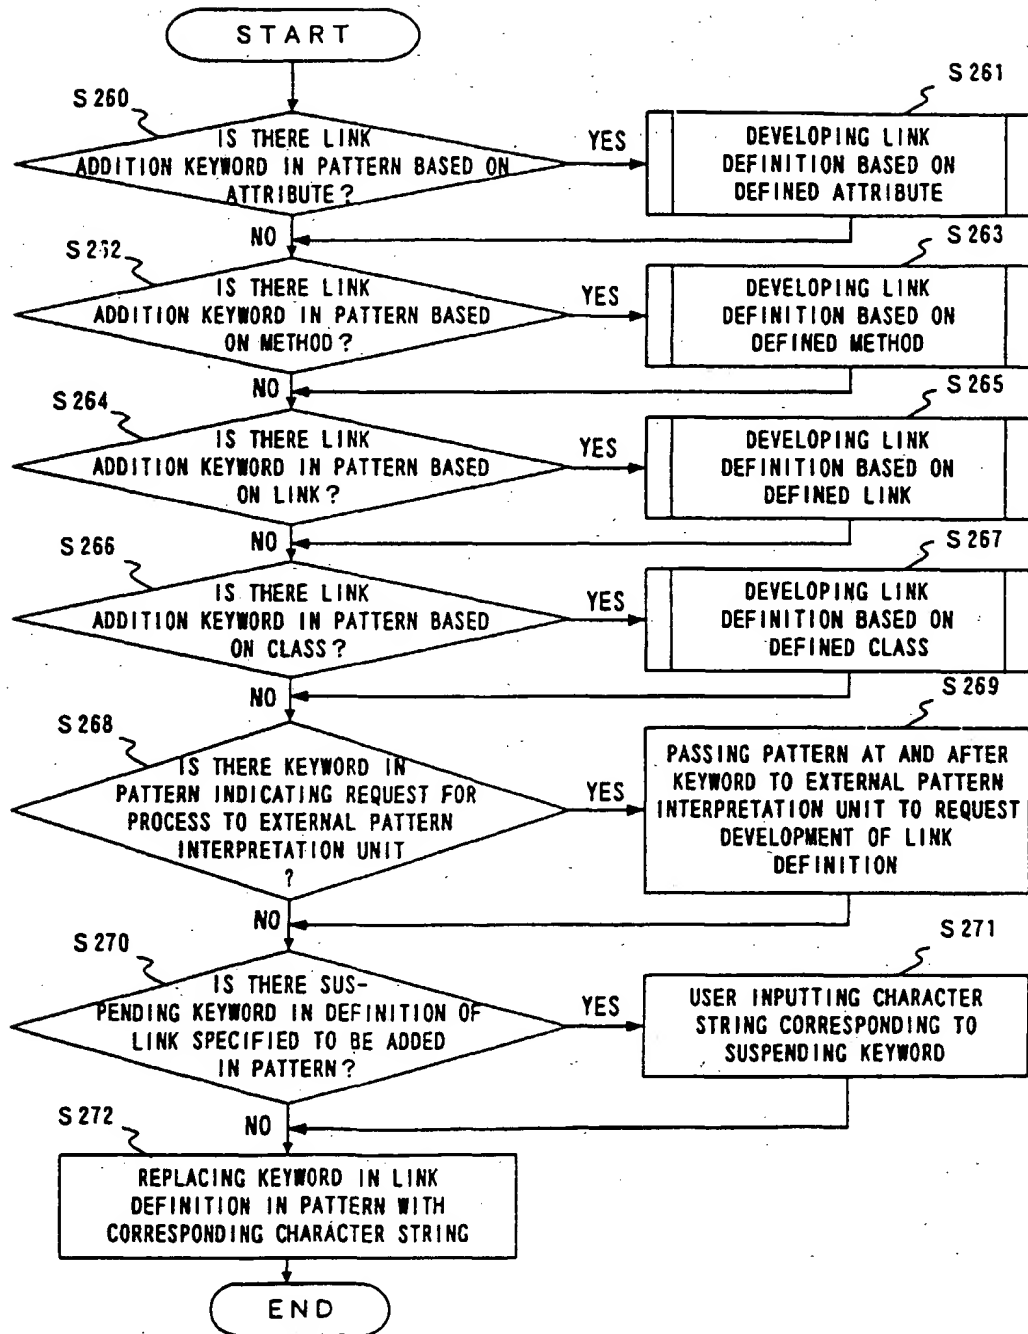 START
S260
IS THERE LINK
ADDITION KEYWORD IN PATTERN BASED ON
ATTRIBUTE?
YES
S261
DEVELOPING LINK
DEFINITION BASED ON
DEFINED ATTRIBUTE
NO
S262
IS THERE LINK
ADDITION KEYWORD IN PATTERN BASED
ON METHOD?
YES
S263
DEVELOPING LINK
DEFINITION BASED ON
DEFINED METHOD
NO
S264
IS THERE LINK
ADDITION KEYWORD IN PATTERN BASED
ON LINK?
YES
S265
DEVELOPING LINK
DEFINITION BASED ON
DEFINED LINK
NO
S266
IS THERE LINK
ADDITION KEYWORD IN PATTERN BASED
ON CLASS?
YES
S267
DEVELOPING LINK
DEFINITION BASED ON
DEFINED CLASS
NO
S268
IS THERE KEYWORD IN
PATTERN INDICATING REQUEST FOR
PROCESS TO EXTERNAL PATTERN
INTERPRETATION UNIT
?
YES
S269
PASSING PATTERN AT AND AFTER
KEYWORD TO EXTERNAL PATTERN
INTERPRETATION UNIT TO REQUEST
DEVELOPMENT OF LINK
DEFINITION
NO
S270
IS THERE SUS-
PENDING KEYWORD IN DEFINITION OF
LINK SPECIFIED TO BE ADDED
IN PATTERN?
YES
S271
USER INPUTTING CHARACTER
STRING CORRESPONDING TO
SUSPENDING KEYWORD
NO
S272
REPLACING KEYWORD IN LINK
DEFINITION IN PATTERN WITH
CORRESPONDING CHARACTER STRING
END